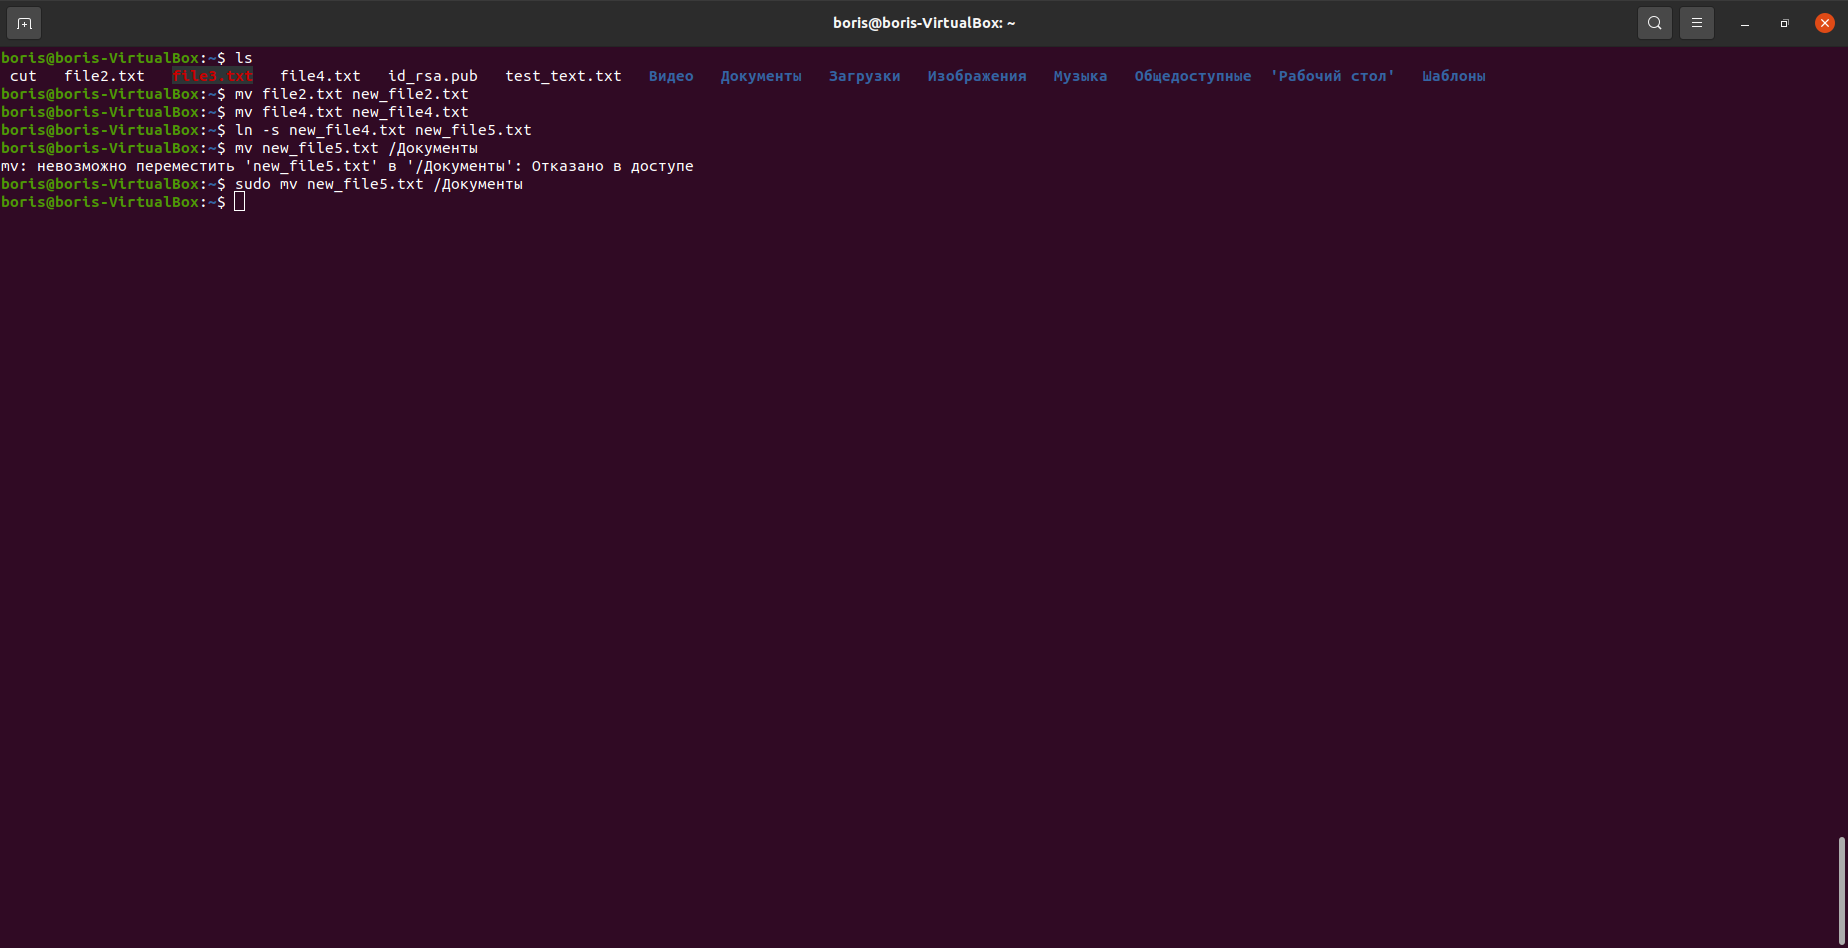 boris@boris-VirtualBox: ~
boris@boris-VirtualBox:~$ ls
cut   file2.txt   file3.txt   file4.txt   id_rsa.pub   test_text.txt   Видео   Документы   Загрузки   Изображения   Музыка   Общедоступные  'Рабочий стол'   Шаблоны
boris@boris-VirtualBox:~$ mv file2.txt new_file2.txt
boris@boris-VirtualBox:~$ mv file4.txt new_file4.txt
boris@boris-VirtualBox:~$ ln -s new_file4.txt new_file5.txt
boris@boris-VirtualBox:~$ mv new_file5.txt /Документы
mv: невозможно переместить 'new_file5.txt' в '/Документы': Отказано в доступе
boris@boris-VirtualBox:~$ sudo mv new_file5.txt /Документы
boris@boris-VirtualBox:~$